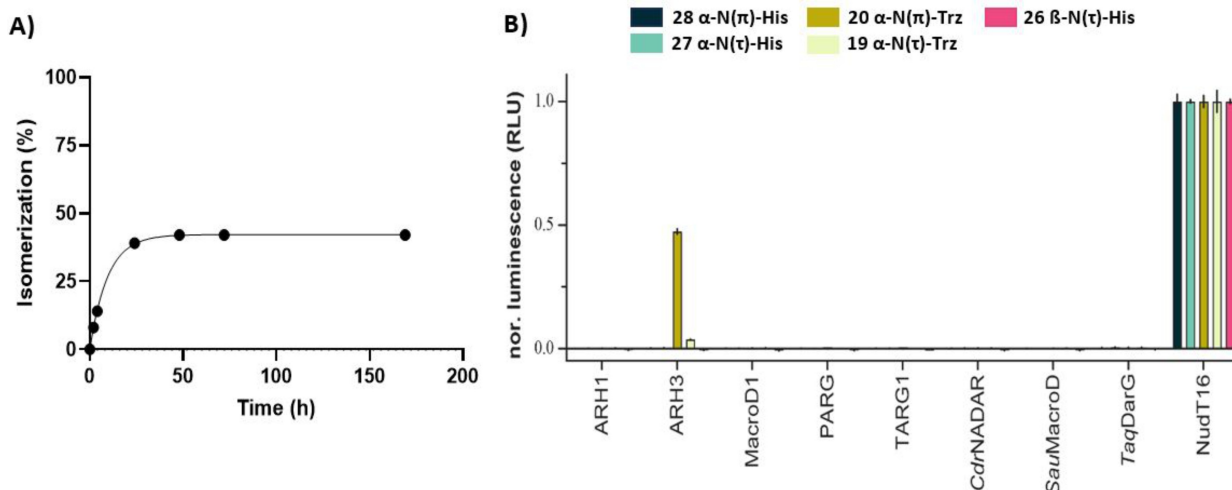 A)
Isomerization (%)
100
75
50
25
0
0 50 100 150 200
Time (h)
B)
28 α-N(π)-His 20 α-N(π)-Trz 26 ß-N(τ)-His
27 α-N(τ)-His 19 α-N(τ)-Trz
nor. luminescence (RLU)
1.0
0.5
0.0
ARH1
ARH3
MacroD1
PARG
TARG1
CdrNADAR
SauMacroD
TaqDarG
NudT16